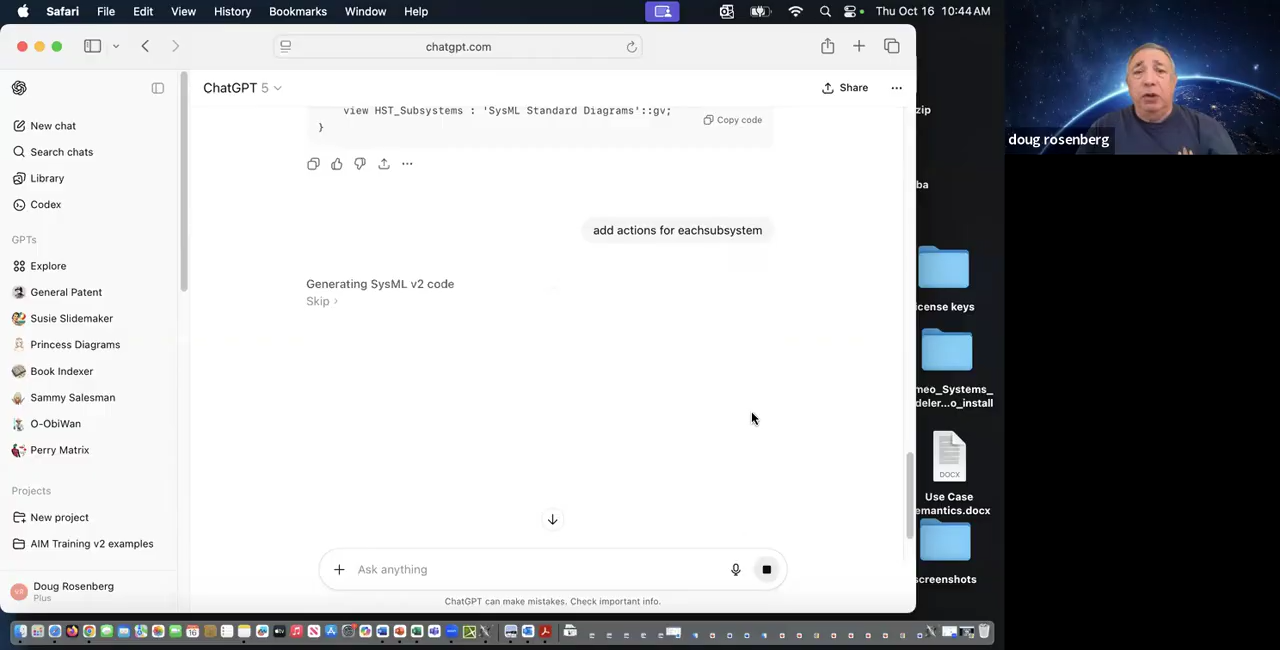 Safari File Edit View History Bookmarks Window Help
Thu Oct 16 10:44 AM
chatgpt.com
ChatGPT 5
Share
New chat
Search chats
Library
Codex
GPTs
Explore
General Patent
Susie Slidemaker
Princess Diagrams
Book Indexer
Sammy Salesman
O-ObiWan
Perry Matrix
Projects
New project
AIM Training v2 examples
Doug Rosenberg
Plus
view HST_Subsystems : 'SysML Standard Diagrams'::gv;
}
Copy code
add actions for eachsubsystem
Generating SysML v2 code
Skip
Ask anything
ChatGPT can make mistakes. Check important info.
zip
ba
cense keys
meo_Systems_
deler...o_install
DOCX
Use Case
emantics.docx
screenshots
doug rosenberg